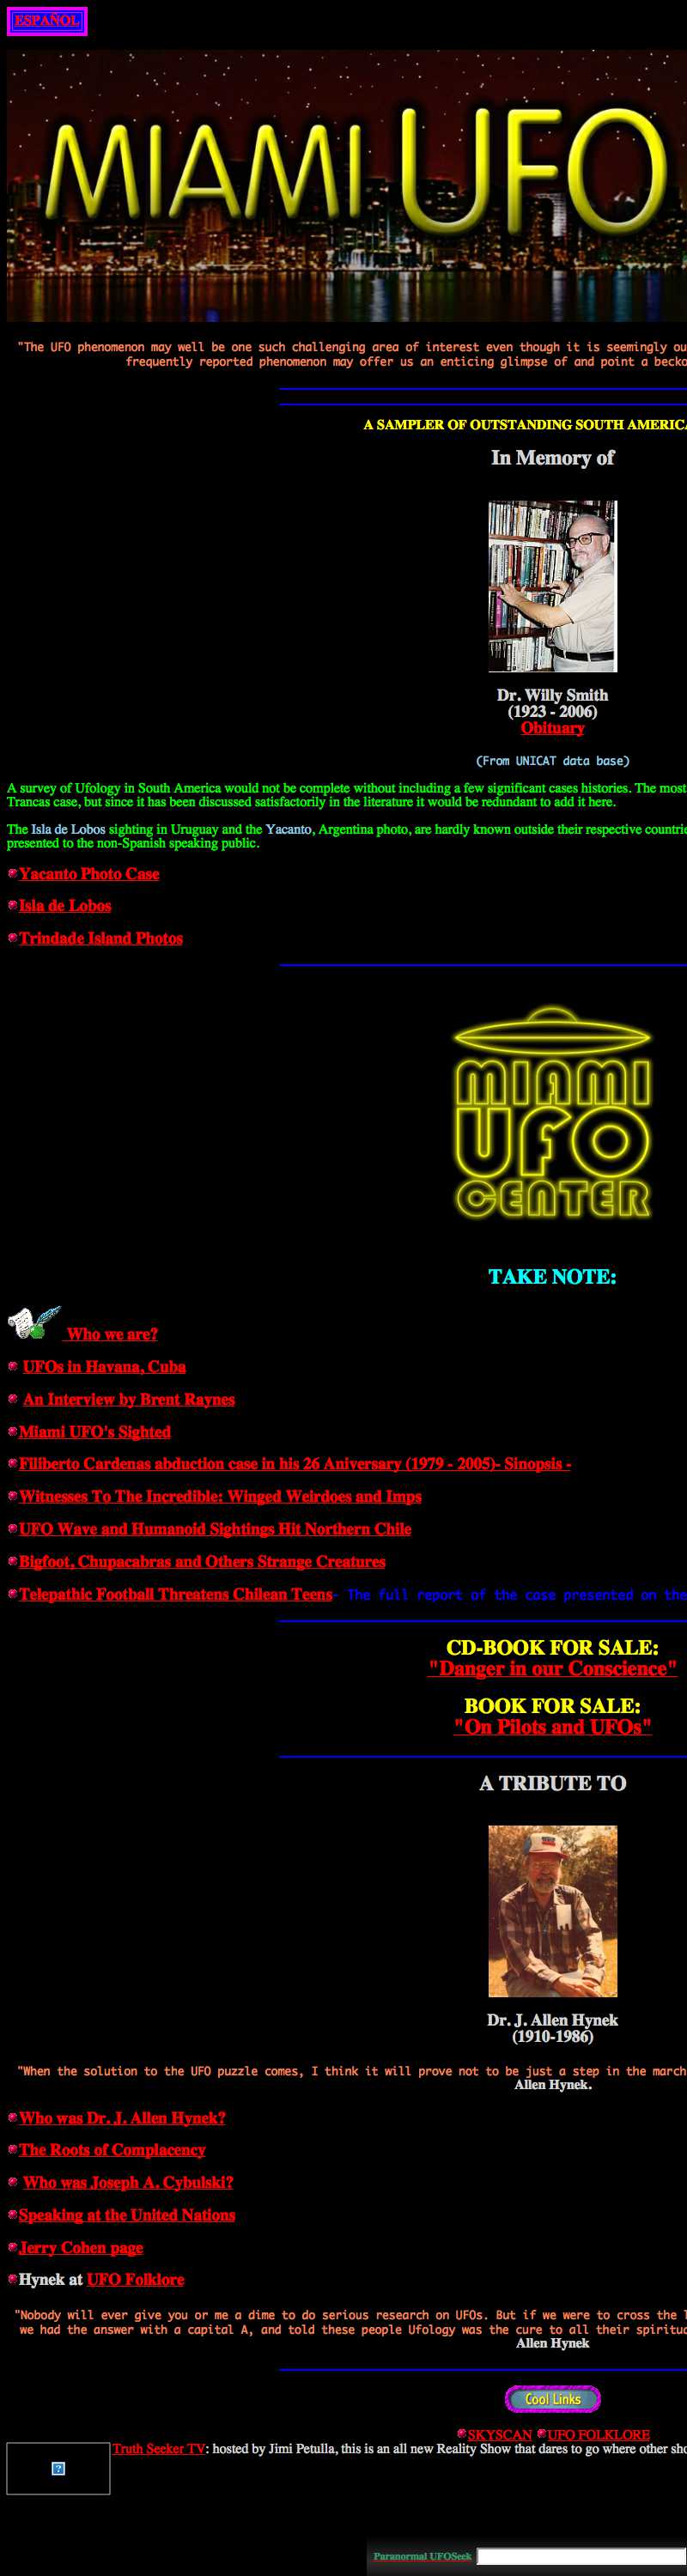 ESPAÑOL
MIAMI UFO
"The UFO phenomenon may well be one such challenging area of interest even though it is seemingly
frequently reported phenomenon may offer us an enticing glimpse of and point a
A SAMPLER OF OUTSTANDING SOUTH
In Memory of
Dr. Willy Smith
(1923 - 2006)
Obituary
(From UNICAT data base)
A survey of Ufology in South America would not be complete without including a few significant cases histories. The most
Trancas case, but since it has been discussed satisfactorily in the literature it would be redundant to add it here.
The Isla de Lobos sighting in Uruguay and the Yacanto, Argentina photo, are hardly known outside their respective
presented to the non-Spanish speaking public.
Yacanto Photo Case
Isla de Lobos
Trindade Island Photos
MIAMI
UFO
CENTER
TAKE NOTE:
Who we are?
UFOs in Havana, Cuba
An Interview by Brent Raynes
Miami UFO's Sighted
Filiberto Cardenas abduction case in his 26 Aniversary (1979 - 2005)- Sinopsis -
Witnesses To The Incredible: Winged Weirdoes and Imps
UFO Wave and Humanoid Sightings Hit Northern Chile
Bigfoot, Chupacabras and Others Strange Creatures
Telepathic Football Threatens Chilean Teens- The full report of the case presented on the
CD-BOOK FOR SALE:
"Danger in our Conscience"
BOOK FOR SALE:
"On Pilots and UFOs"
A TRIBUTE TO
Dr. J. Allen Hynek
(1910-1986)
"When the solution to the UFO puzzle comes, I think it will prove not to be just a step in the march
Allen Hynek.
Who was Dr. J. Allen Hynek?
The Roots of Complacency
Who was Joseph A. Cybulski?
Speaking at the United Nations
Jerry Cohen page
Hynek at UFO Folklore
"Nobody will ever give you or me a dime to do serious research on UFOs. But if we were to cross the
we had the answer with a capital A, and told these people Ufology was the cure to all their
Allen Hynek
Cool Links
SKYSCAN UFO FOLKLORE
Truth Seeker TV: hosted by Jimi Petulla, this is an all new Reality Show that dares to go where other
Paranormal UFOSeek